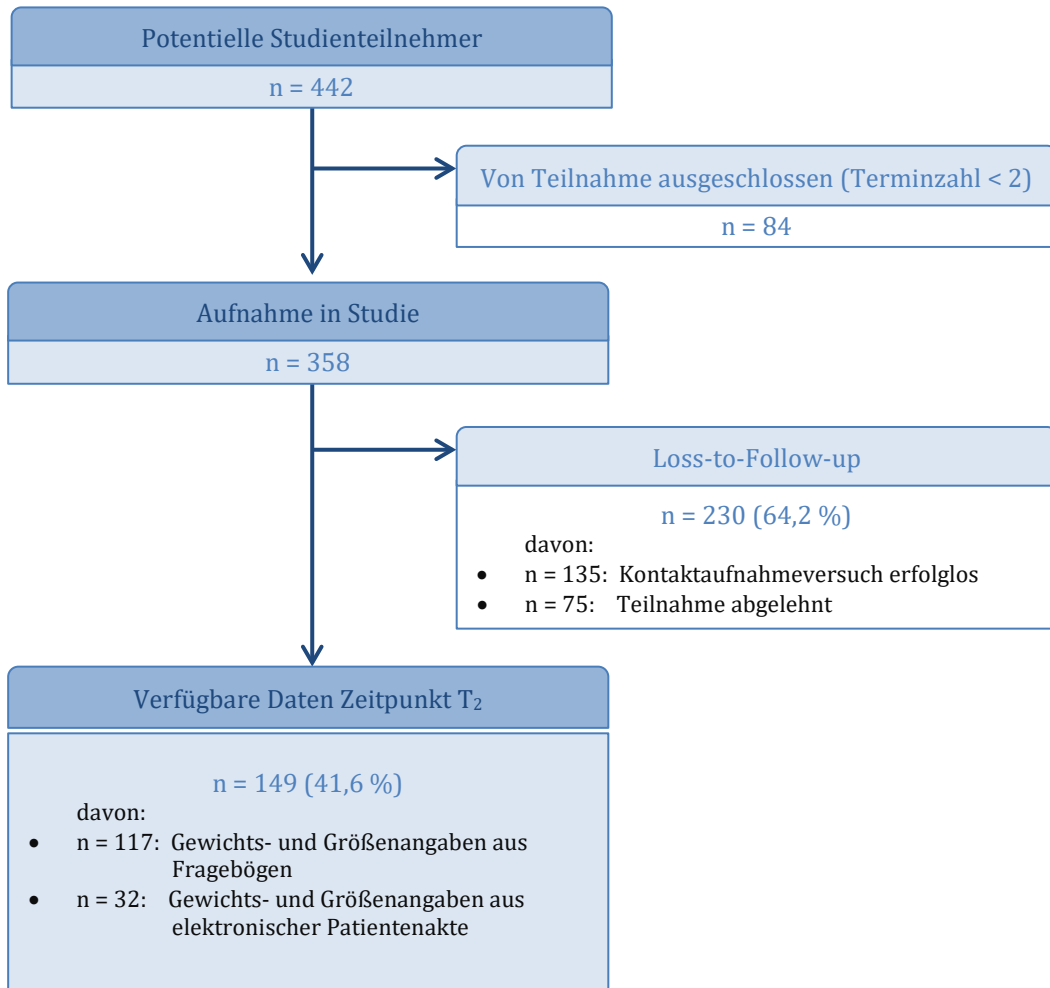 Potentielle Studienteilnehmer
n = 442
Von Teilnahme ausgeschlossen (Terminzahl < 2)
n = 84
Aufnahme in Studie
n = 358
Loss-to-Follow-up
n = 230 (64,2 %)
davon:
• n = 135: Kontaktaufnahmeversuch erfolglos
• n = 75: Teilnahme abgelehnt
Verfügbare Daten Zeitpunkt T₂
n = 149 (41,6 %)
davon:
• n = 117: Gewichts- und Größenangaben aus
Fragebögen
• n = 32: Gewichts- und Größenangaben aus
elektronischer Patientenakte